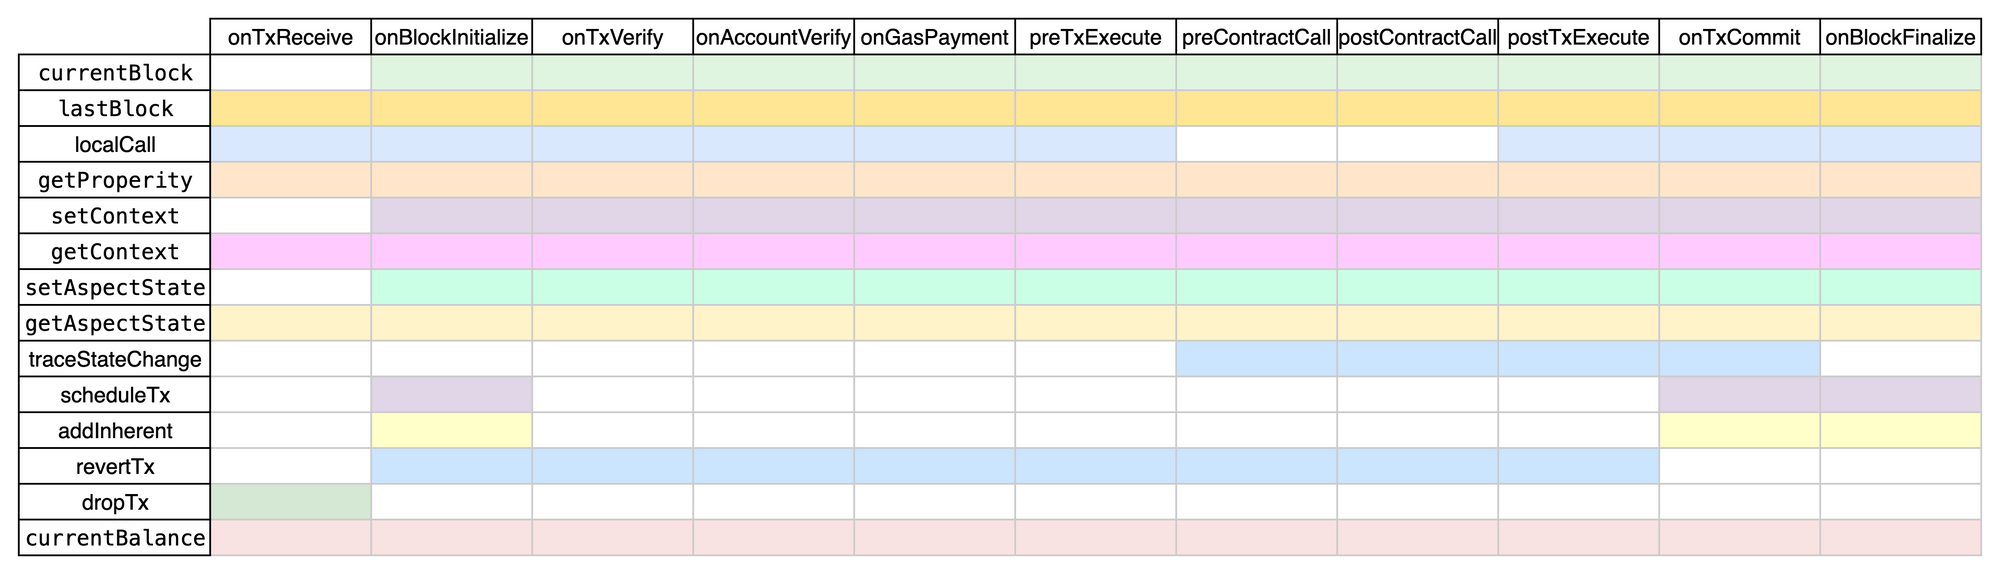 onTxReceive onBlockInitialize onTxVerify onAccountVerify onGasPayment preTxExecute preContractCall postContractCall postTxExecute onTxCommit onBlockFinalize
currentBlock
lastBlock
localCall
getProperity
setContext
getContext
setAspectState
getAspectState
traceStateChange
scheduleTx
addInherent
revertTx
dropTx
currentBalance